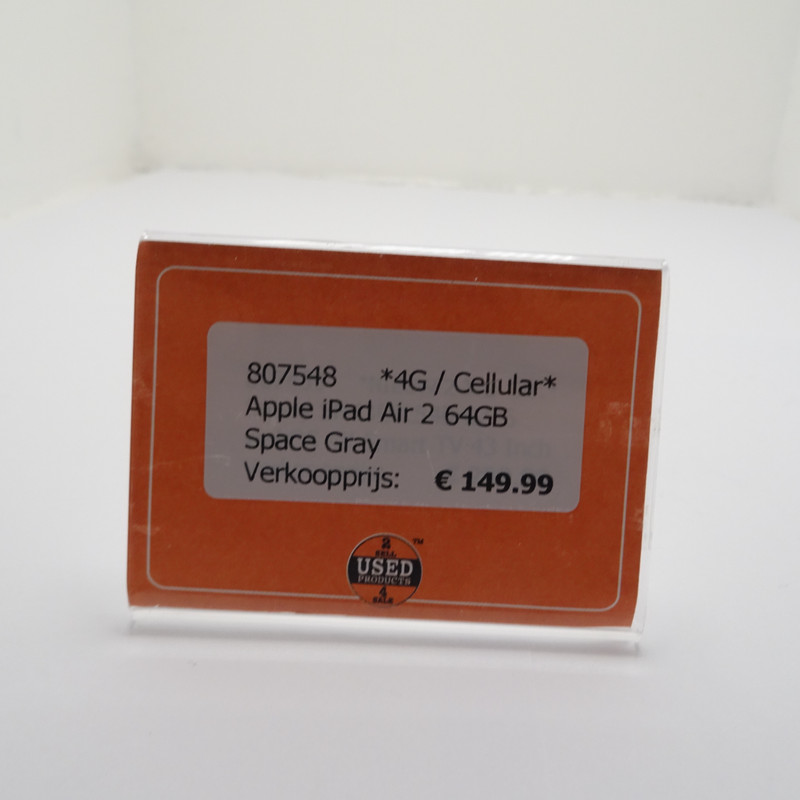 807548 *4G / Cellular*
Apple iPad Air 2 64GB
Space Gray
Verkoopprijs: € 149.99
2
SELL
USED
PRODUCTS
4
SALE
TM